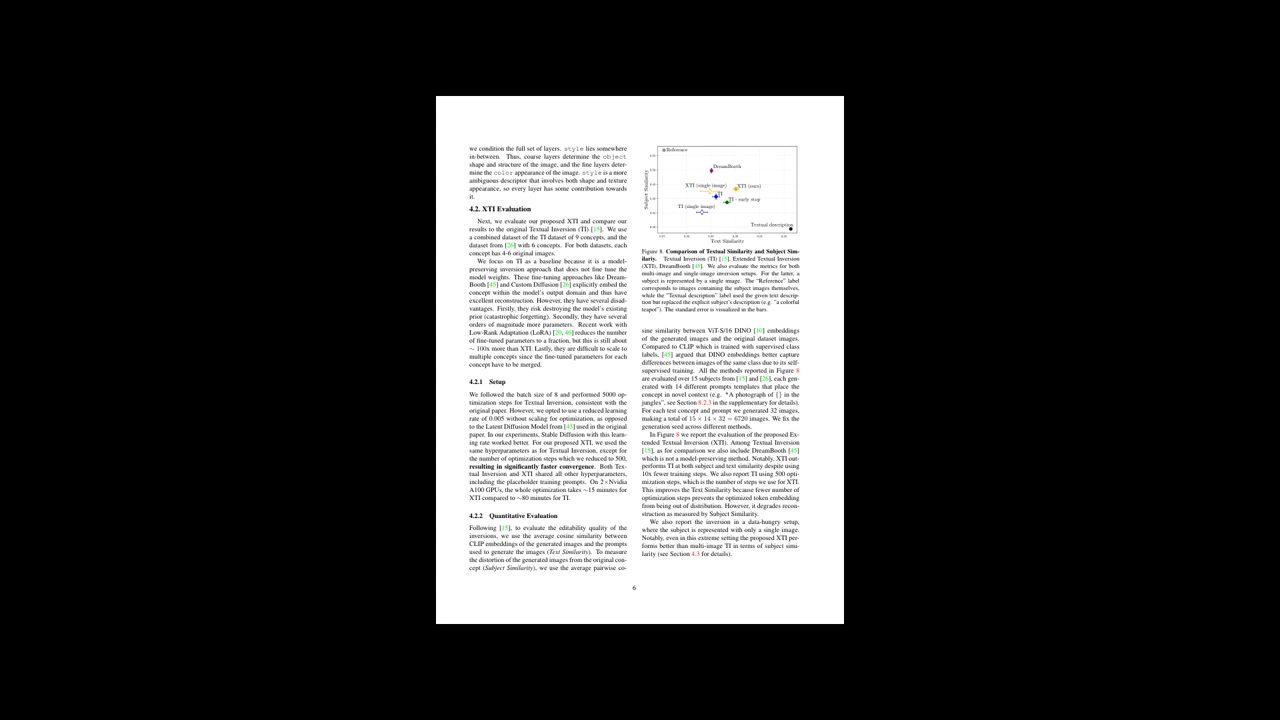 we condition the full set of layers. style lies somewhere
in-between. Thus, coarse layers determine the object
shape and structure of the image, and the fine layers deter-
mine the color appearance of the image. style is a more
ambiguous descriptor that involves both shape and texture
appearance, so every layer has some contribution towards
it.
4.2. XTI Evaluation
Next, we evaluate our proposed XTI and compare our
results to the original Textual Inversion (TI) [15]. We use
a combined dataset of the TI dataset of 9 concepts, and the
dataset from [26] with 6 concepts. For both datasets, each
concept has 4-6 original images.
We focus on TI as a baseline because it is a model-
preserving inversion approach that does not fine tune the
model weights. These fine-tuning approaches like Dream-
Booth [45] and Custom Diffusion [26] explicitly embed the
concept within the model's output domain and thus have
excellent reconstruction. However, they have several disad-
vantages. Firstly, they risk destroying the model's existing
prior (catastrophic forgetting). Secondly, they have several
orders of magnitude more parameters. Recent work with
Low-Rank Adaptation (LoRA) [20, 46] reduces the number
of fine-tuned parameters to a fraction, but this is still about
∼ 100x more than XTI. Lastly, they are difficult to scale to
multiple concepts since the fine-tuned parameters for each
concept have to be merged.
4.2.1 Setup
We followed the batch size of 8 and performed 5000 op-
timization steps for Textual Inversion, consistent with the
original paper. However, we opted to use a reduced learning
rate of 0.005 without scaling for optimization, as opposed
to the Latent Diffusion Model from [43] used in the original
paper. In our experiments, Stable Diffusion with this learn-
ing rate worked better. For our proposed XTI, we used the
same hyperparameters as for Textual Inversion, except for
the number of optimization steps which we reduced to 500,
resulting in significantly faster convergence. Both Tex-
tual Inversion and XTI shared all other hyperparameters,
including the placeholder training prompts. On 2×Nvidia
A100 GPUs, the whole optimization takes ∼15 minutes for
XTI compared to ∼80 minutes for TI.
4.2.2 Quantitative Evaluation
Following [15], to evaluate the editability quality of the
inversions, we use the average cosine similarity between
CLIP embeddings of the generated images and the prompts
used to generate the images (Text Similarity). To measure
the distortion of the generated images from the original con-
cept (Subject Similarity), we use the average pairwise co-
Reference
DreamBooth
XTI (single image)
XTI (ours)
TI
TI - early stop
TI (single image)
Textual description
Subject Similarity
Text Similarity
Figure 8. Comparison of Textual Similarity and Subject Sim-
ilariy. Textual Inversion (TI) [15], Extended Textual Inversion
(XTI), DreamBooth [45]. We also evaluate the metrics for both
multi-image and single-image inversion setups. For the latter, a
subject is represented by a single image. The "Reference" label
corresponds to images containing the subject images themselves,
while the "Textual description" label used the given text descrip-
tion but replaced the explicit subject's description (e.g. "a colorful
teapot"). The standard error is visualized in the bars.
sine similarity between ViT-S/16 DINO [10] embeddings
of the generated images and the original dataset images.
Compared to CLIP which is trained with supervised class
labels, [45] argued that DINO embeddings better capture
differences between images of the same class due to its self-
supervised training. All the methods reported in Figure 8
are evaluated over 15 subjects from [15] and [26], each gen-
erated with 14 different prompts templates that place the
concept in novel context (e.g. "A photograph of {} in the
jungles", see Section 8.2.3 in the supplementary for details).
For each test concept and prompt we generated 32 images,
making a total of 15 × 14 × 32 = 6720 images. We fix the
generation seed across different methods.
In Figure 8 we report the evaluation of the proposed Ex-
tended Textual Inversion (XTI). Among Textual Inversion
[15], as for comparison we also include DreamBooth [45]
which is not a model-preserving method. Notably, XTI out-
performs TI at both subject and text similarity despite using
10x fewer training steps. We also report TI using 500 opti-
mization steps, which is the number of steps we use for XTI.
This improves the Text Similarity because fewer number of
optimization steps prevents the optimized token embedding
from being out of distribution. However, it degrades recon-
struction as measured by Subject Similarity.
We also report the inversion in a data-hungry setup,
where the subject is represented with only a single image.
Notably, even in this extreme setting the proposed XTI per-
forms better than multi-image TI in terms of subject simi-
larity (see Section 4.3 for details).
6